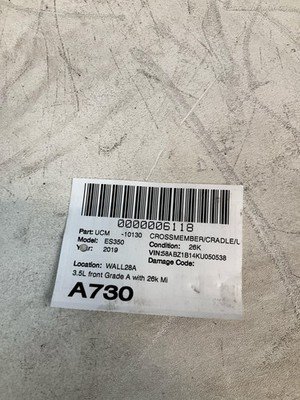 0000006118
Part: UCM -10130 CROSSMEMBER/CRADLE/L
Model: ES350 Condition: 26K
Year: 2019 VIN:58ABZ1B14KU050538
Damage Code:
Location: WALL28A
3.5L front Grade A with 26k Mi
A730